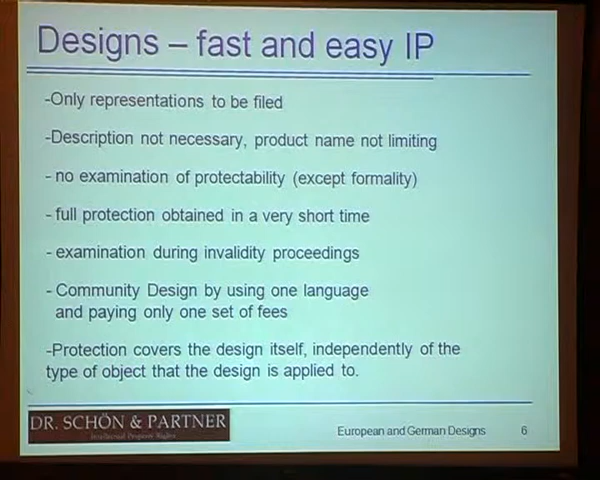 Designs – fast and easy IP
-Only representations to be filed
-Description not necessary, product name not limiting
- no examination of protectability (except formality)
- full protection obtained in a very short time
- examination during invalidity proceedings
- Community Design by using one language
and paying only one set of fees
-Protection covers the design itself, independently of the
type of object that the design is applied to.
DR. SCHÖN & PARTNER
Intellectual Property Rights
European and German Designs 6